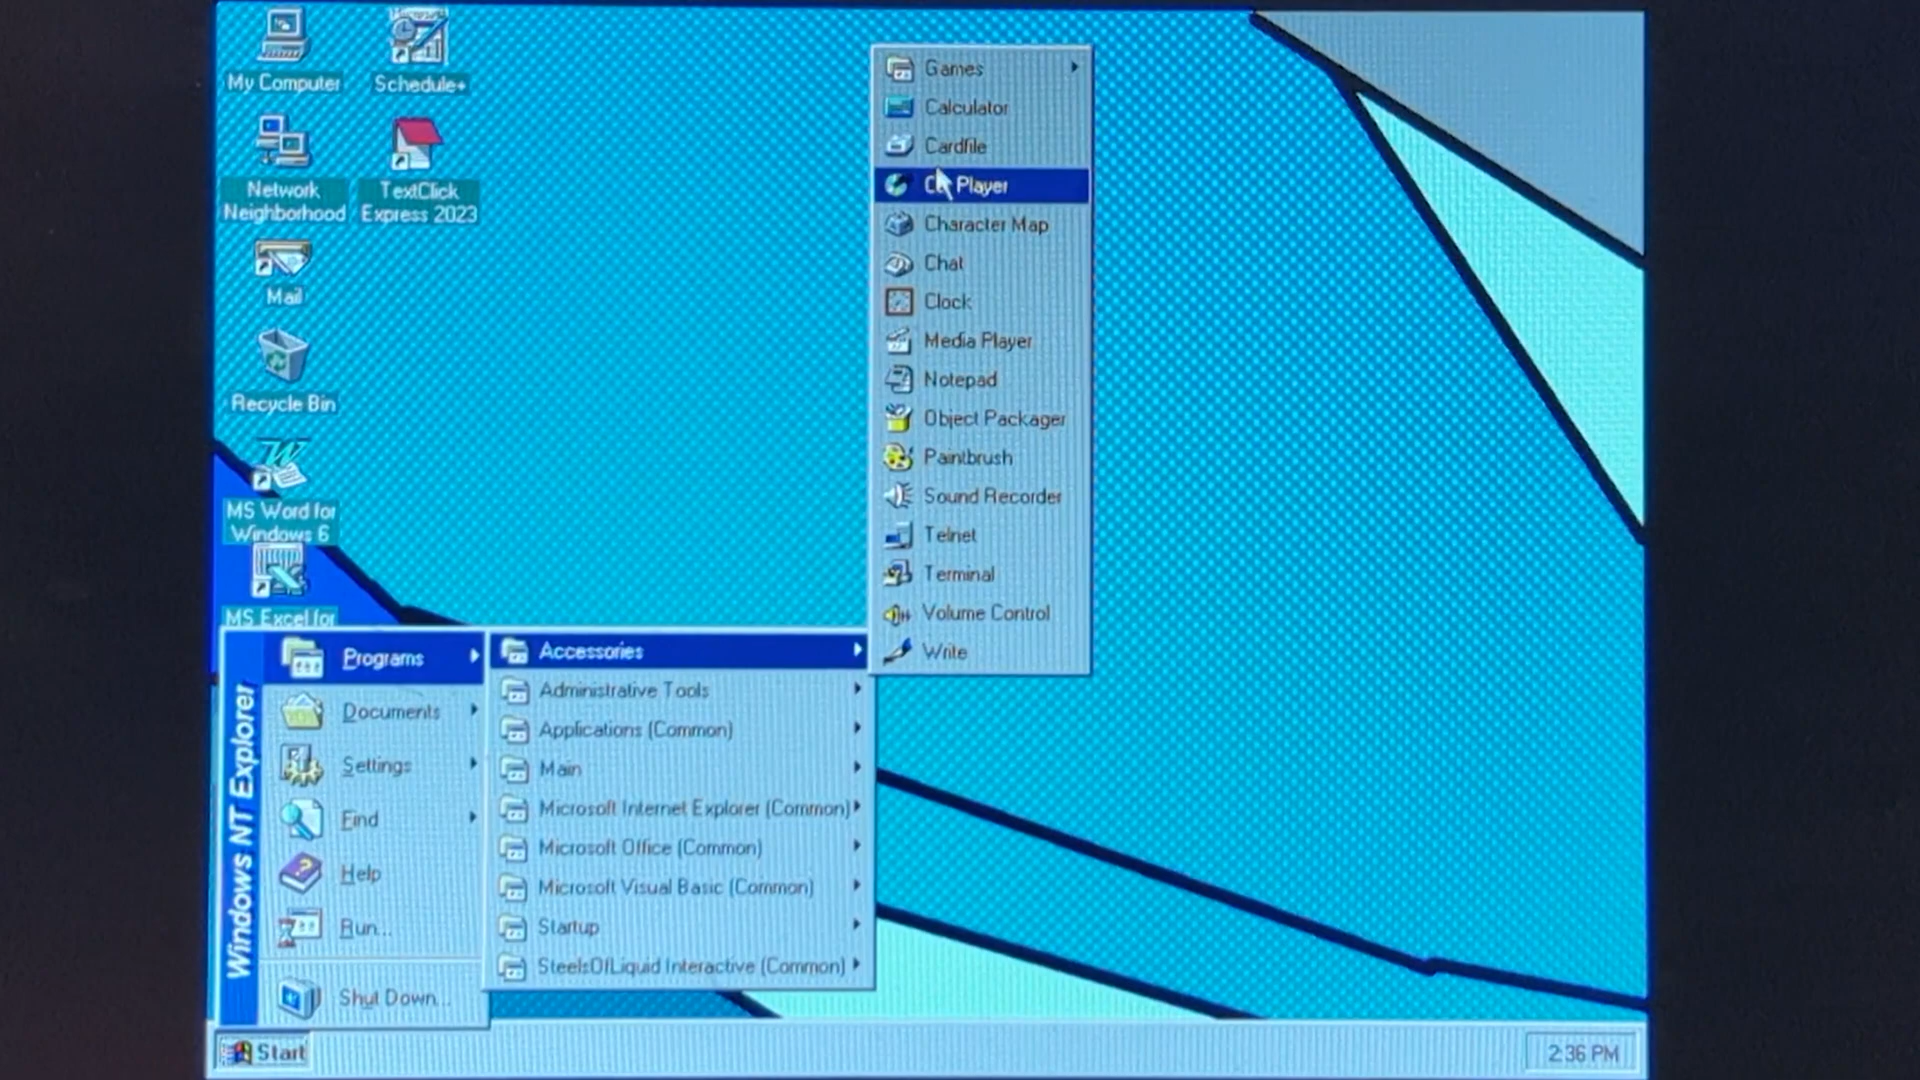 My Computer
Schedule+
Network
Neighborhood
TextClick
Express 2023
Mail
Recycle Bin
MS Word for
Windows 6
MS Excel for
Games
Calculator
Cardfile
Player
Character Map
Chat
Clock
Media Player
Notepad
Object Packager
Paintbrush
Sound Recorder
Telnet
Terminal
Volume Control
Write
Windows NT Explorer
Programs
Documents
Settings
Find
Help
Run...
Shut Down...
Accessories
Administrative Tools
Applications (Common)
Main
Microsoft Internet Explorer (Common)
Microsoft Office (Common)
Microsoft Visual Basic (Common)
Startup
SteelsOfLiquid Interactive (Common)
Start
2:36 PM